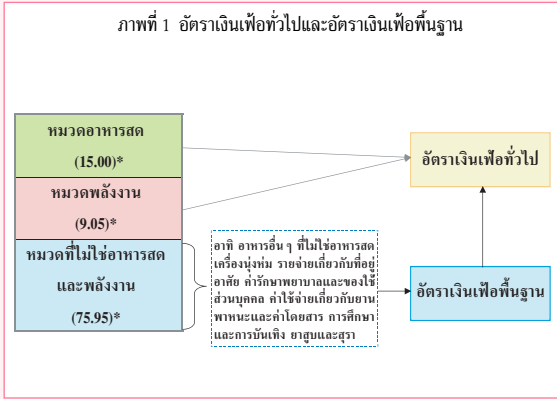 ภาพที่ 1 อัตราเงินเฟ้อทั่วไปและอัตราเงินเฟ้อพื้นฐาน
หมวดอาหารสด
(15.00)*
หมวดพลังงาน
(9.05)*
หมวดที่ไม่ใช่อาหารสด
และพลังงาน
(75.95)*
อาทิ อาหารอื่น ๆ ที่ไม่ใช่อาหารสด
เครื่องนุ่งห่ม รายจ่ายเกี่ยวกับที่อยู่
อาศัย ค่ารักษาพยาบาลและของใช้
ส่วนบุคคล ค่าใช้จ่ายเกี่ยวกับยาน
พาหนะและค่าโดยสาร การศึกษา
และการบันเทิง ยาสูบและสุรา
อัตราเงินเฟ้อทั่วไป
อัตราเงินเฟ้อพื้นฐาน